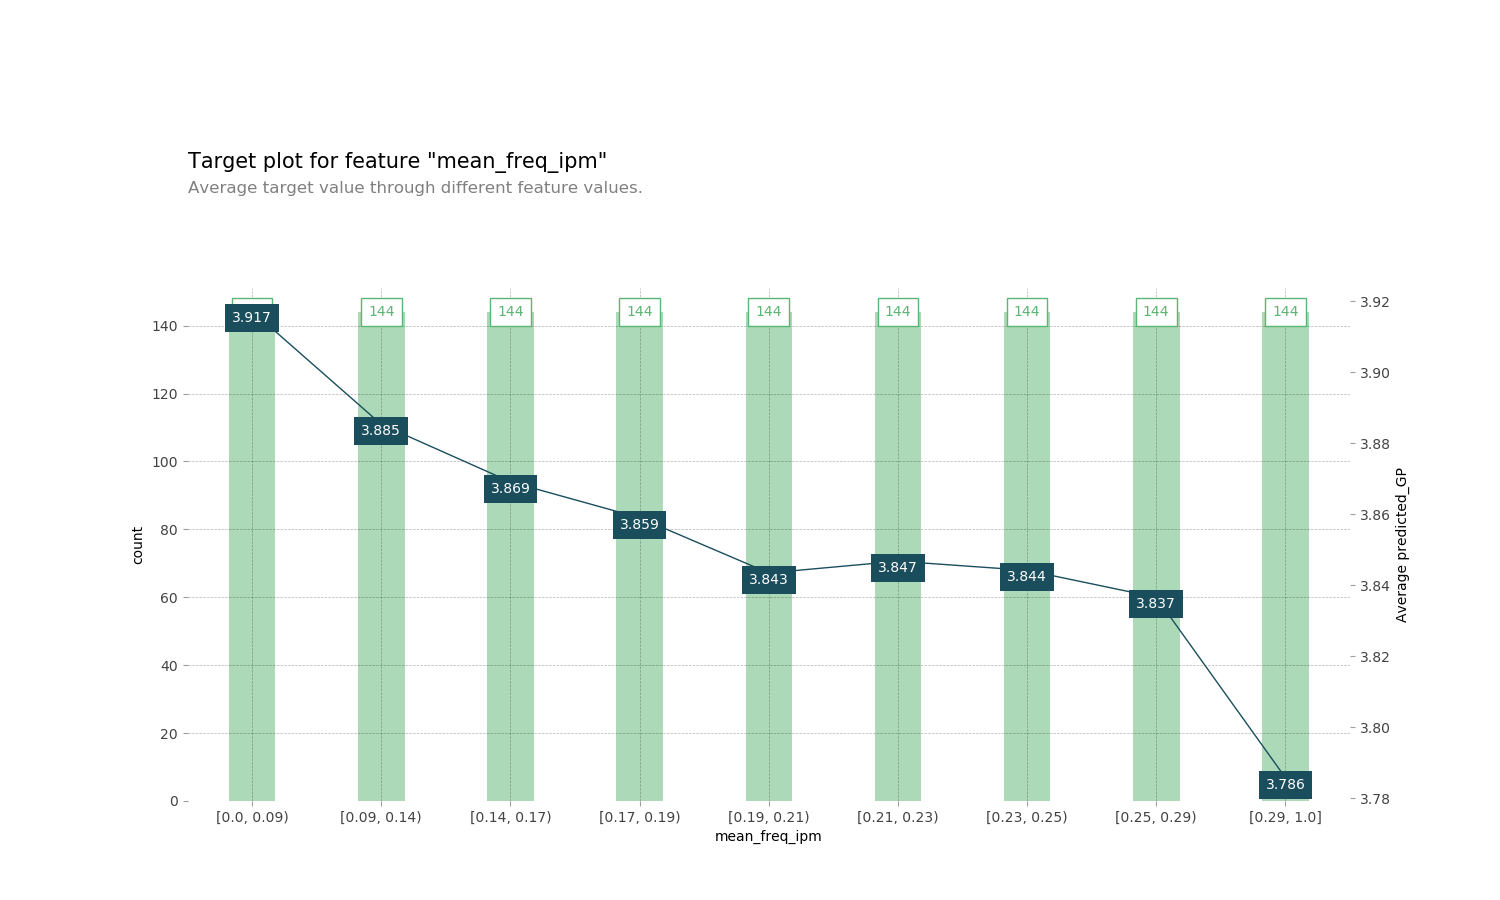 Target plot for feature "mean_freq_ipm"
Average target value through different feature values.
144 144 144 144 144 144 144 144
3.917 3.885 3.869 3.859 3.843 3.847 3.844 3.837 3.786
140
120
100
80
60
40
20
0
count
3.92
3.90
3.88
3.86
3.84
3.82
3.80
3.78
Average predicted_GP
[0.0, 0.09) [0.09, 0.14) [0.14, 0.17) [0.17, 0.19) [0.19, 0.21) [0.21, 0.23) [0.23, 0.25) [0.25, 0.29) [0.29, 1.0]
mean_freq_ipm